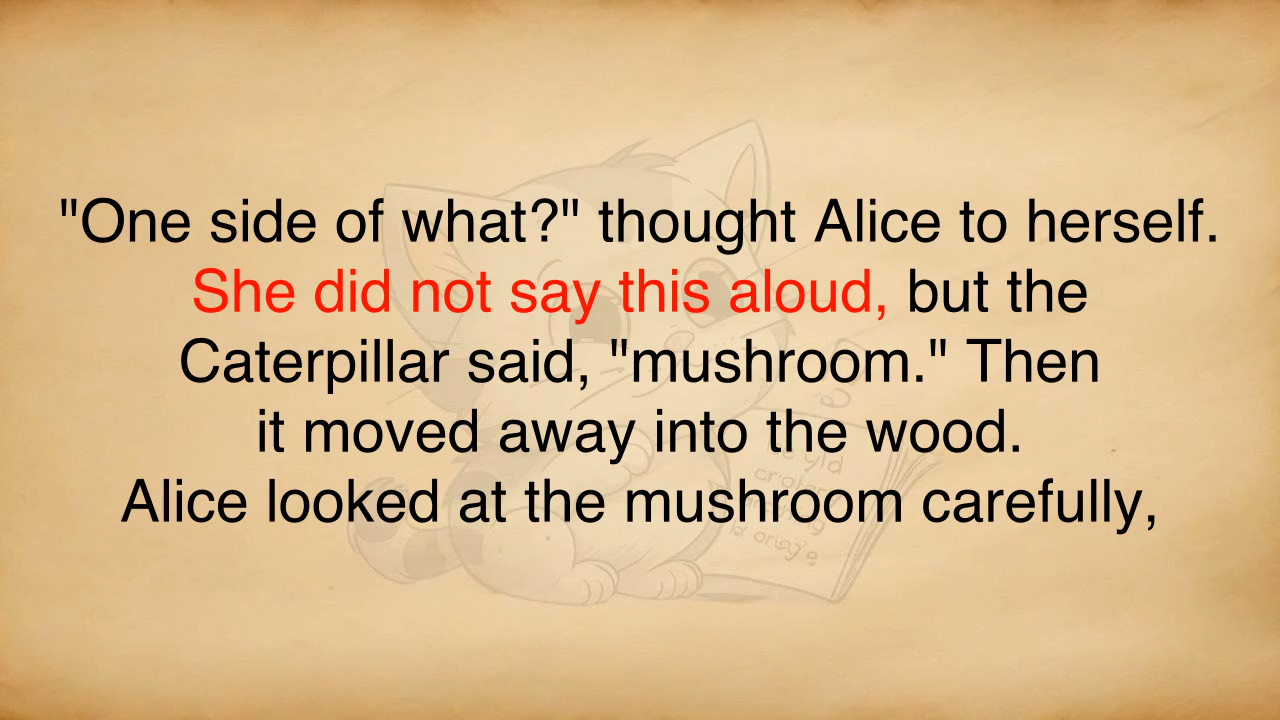 "One side of what?" thought Alice to herself.
She did not say this aloud, but the
Caterpillar said, "mushroom." Then
it moved away into the wood.
Alice looked at the mushroom carefully,